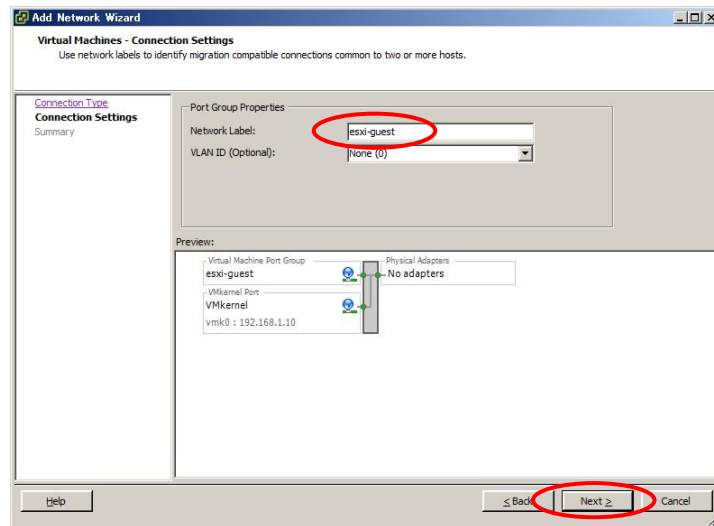 Add Network Wizard
Virtual Machines - Connection Settings
Use network labels to identify migration compatible connections common to two or more hosts.
Connection Type
Connection Settings
Summary
Port Group Properties
Network Label:
esxi-guest
VLAN ID (Optional):
None (0)
Preview:
Virtual Machine Port Group
esxi-guest
Physical Adapters
No adapters
VMkernel Port
VMkernel
vmk0 : 192.168.1.10
Help
< Back
Next >
Cancel